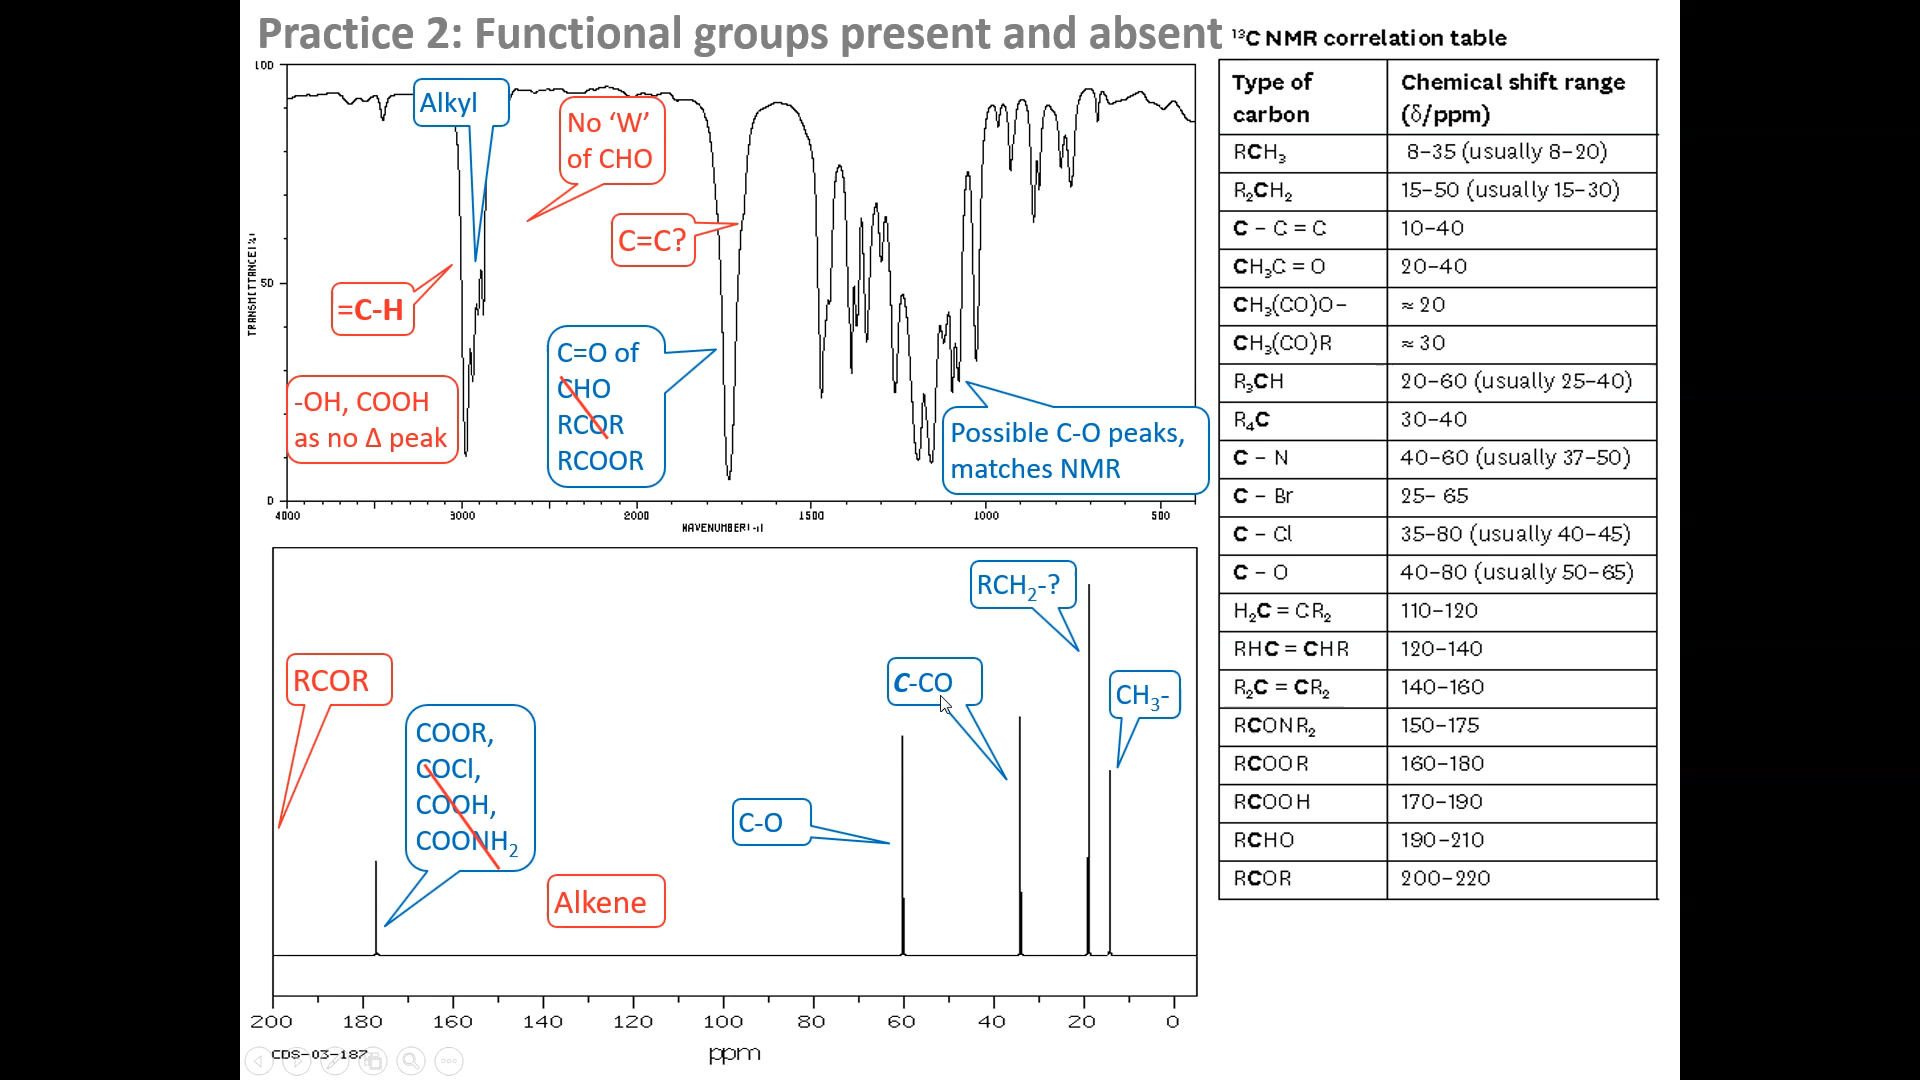 Practice 2: Functional groups present and absent
¹³C NMR correlation table
100
50
0
TRANSMITTANCE(%)
4000 3000 2000 1500 1000 500
Alkyl
No ‘W’
of CHO
C=C?
=C-H
-OH, COOH
as no Δ peak
C=O of
CHO
RCOR
RCOOR
Possible C-O peaks,
matches NMR
RCH₂-?
RCOR
C-CO
CH₃-
COOR,
COCl,
COOH,
COONH₂
C-O
Alkene
200 180 160 140 120 100 80 60 40 20 0
CDS-03-187
ppm
Type of carbon Chemical shift range (δ/ppm)
RCH₃ 8–35 (usually 8–20)
R₂CH₂ 15–50 (usually 15–30)
C – C = C 10–40
CH₃C = O 20–40
CH₃(CO)O– ≈ 20
CH₃(CO)R ≈ 30
R₃CH 20–60 (usually 25–40)
R₄C 30–40
C – N 40–60 (usually 37–50)
C – Br 25– 65
C – Cl 35–80 (usually 40–45)
C – O 40–80 (usually 50–65)
H₂C = CR₂ 110–120
RHC = CHR 120–140
R₂C = CR₂ 140–160
RCONR₂ 150–175
RCOOR 160–180
RCOOH 170–190
RCHO 190–210
RCOR 200–220